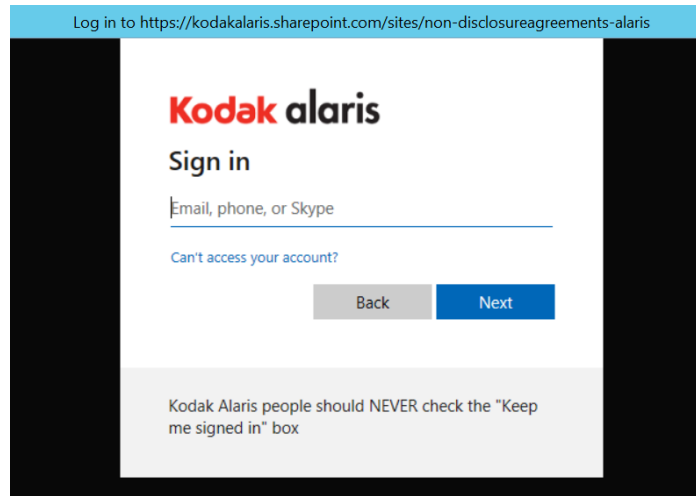 Log in to https://kodakalaris.sharepoint.com/sites/non-disclosureagreements-alaris
Kodak alaris
Sign in
Email, phone, or Skype
Can't access your account?
Back
Next
Kodak Alaris people should NEVER check the "Keep
me signed in" box